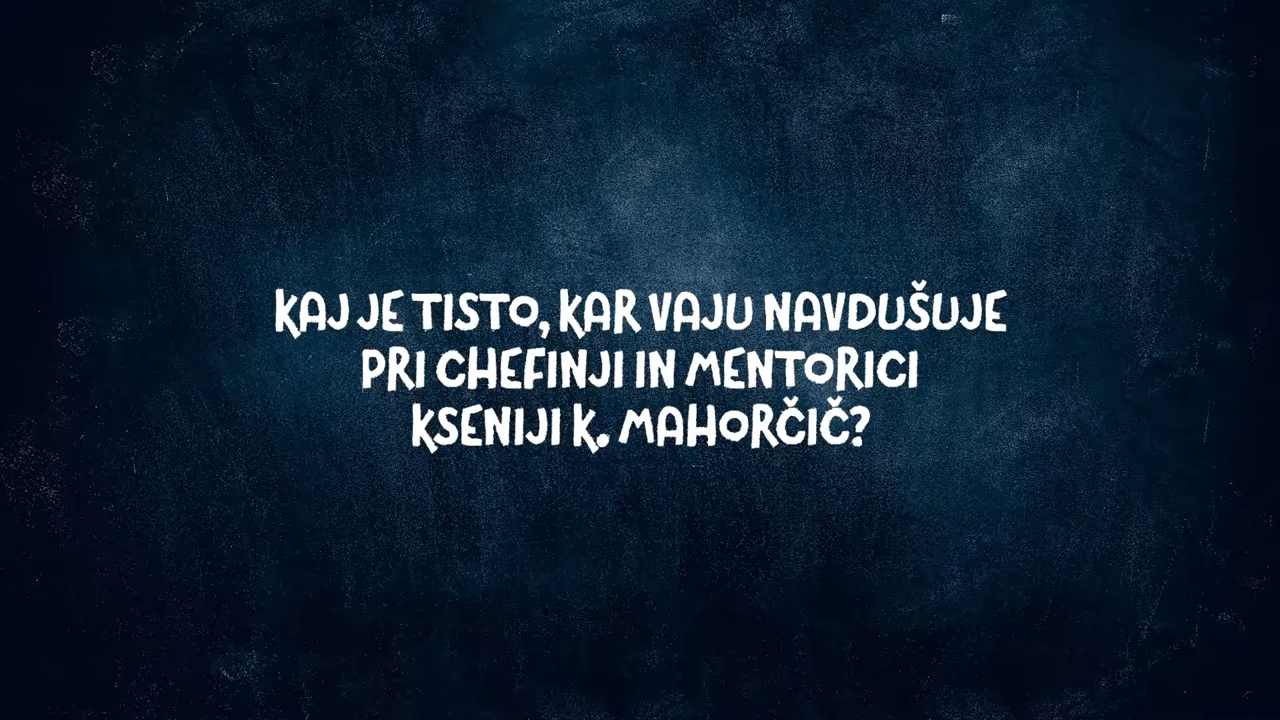 KAJ JE TISTO, KAR VAJU NAVDUŠUJE
PRI CHEFINJI IN MENTORICI
KSENIJI K. MAHORČIČ?